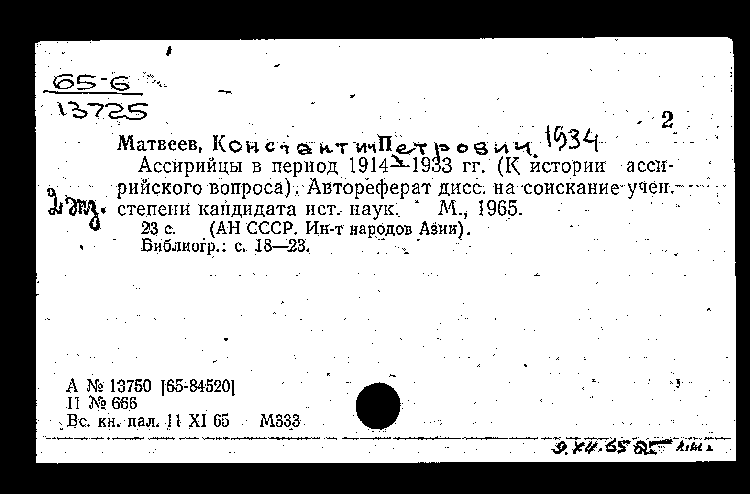 65-6
13725
2
Матвеев, Константин Петрович. 1934
Ассирийцы в период 1914—1933 гг. (К истории асси-
рийского вопроса). Автореферат дисс. на соискание учен.
2 экз. степени кандидата ист. наук. М., 1965.
23 с. (АН СССР. Ин-т народов Азии).
Библиогр.: с. 18—23.
А № 13750 [65-84520]
П № 666
Вс. кн. пал. 11 XI 65 М333